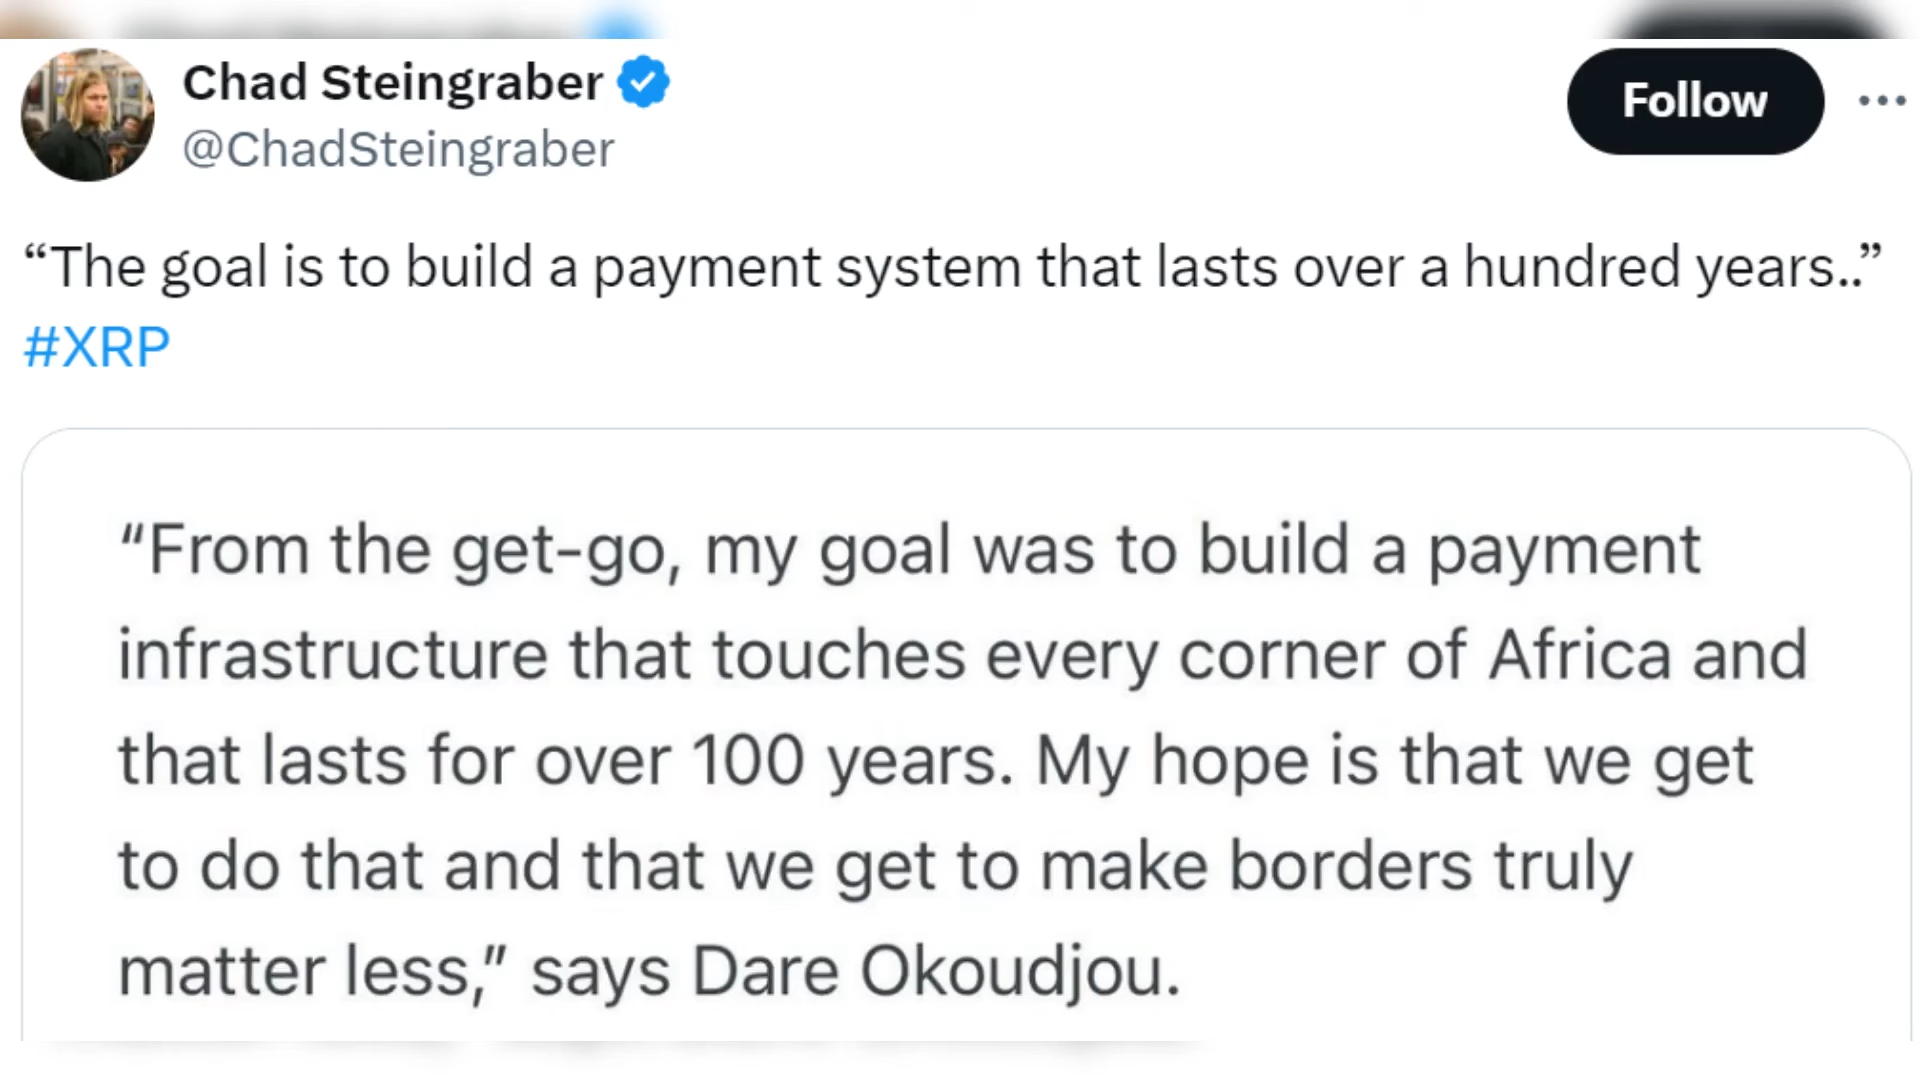 Chad Steingraber
@ChadSteingraber
Follow
“The goal is to build a payment system that lasts over a hundred years..”
#XRP
“From the get-go, my goal was to build a payment
infrastructure that touches every corner of Africa and
that lasts for over 100 years. My hope is that we get
to do that and that we get to make borders truly
matter less,” says Dare Okoudjou.